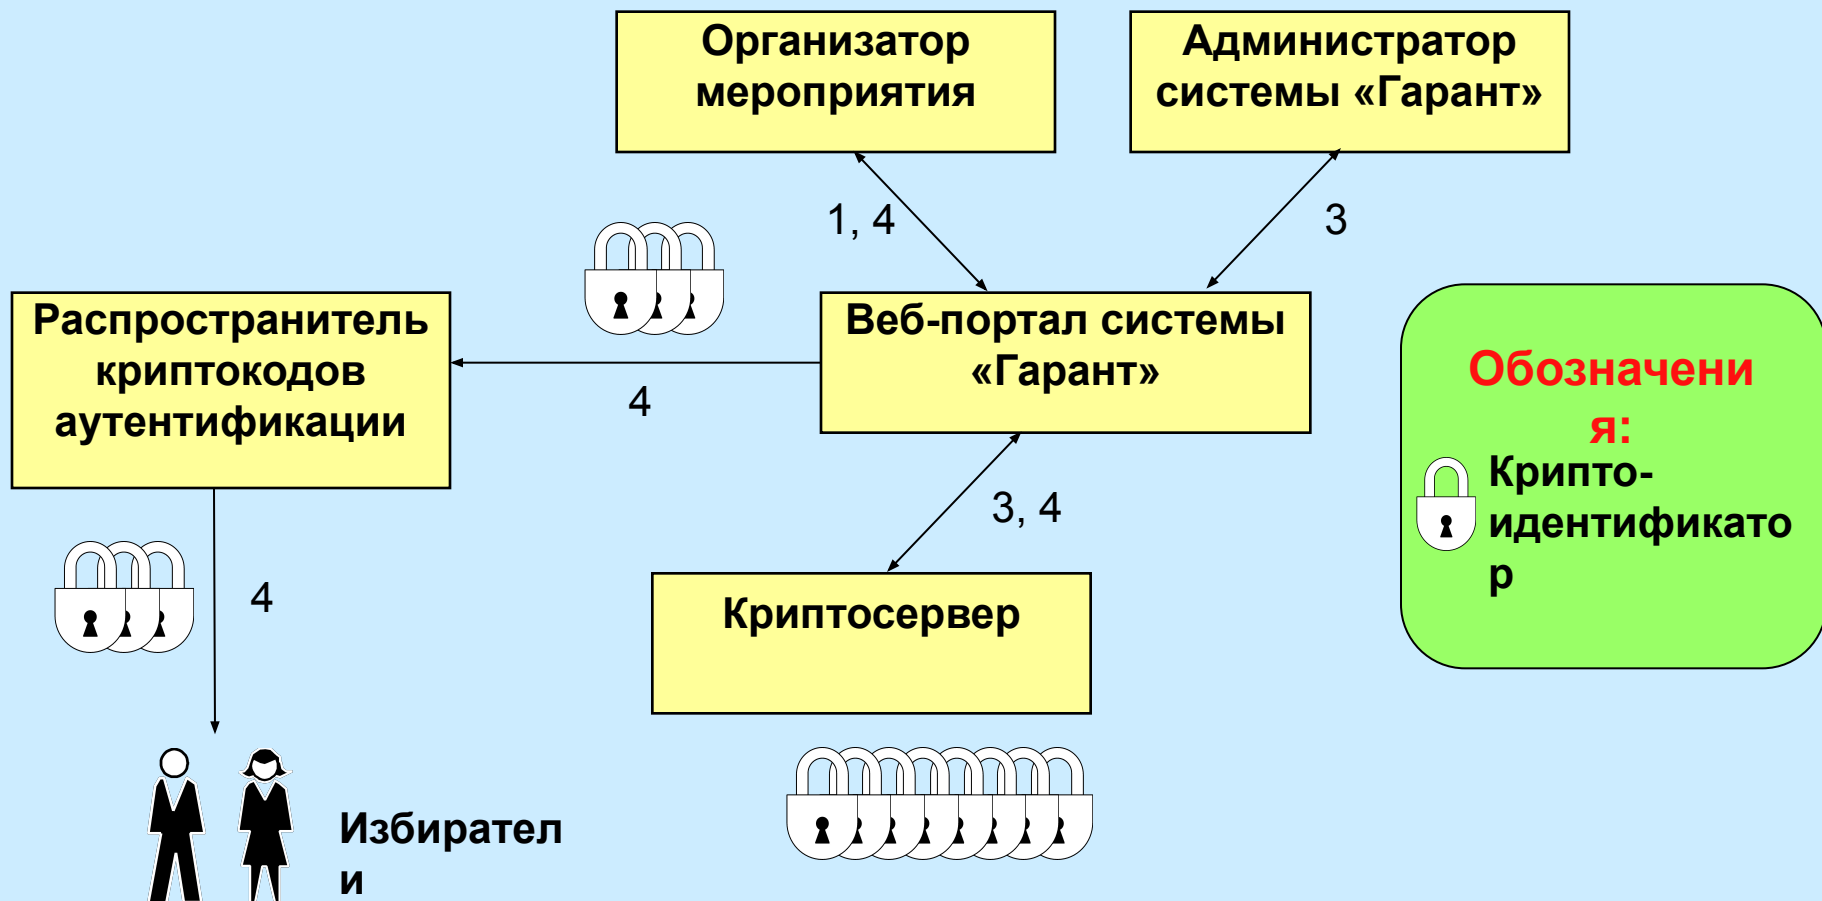 Организатор
мероприятия
Администратор
системы «Гарант»
1, 4
3
Распространитель
криптокодов
аутентификации
4
Веб-портал системы
«Гарант»
Обозначени
я:
Крипто-
идентификато
р
3, 4
4
Криптосервер
Избирател
и